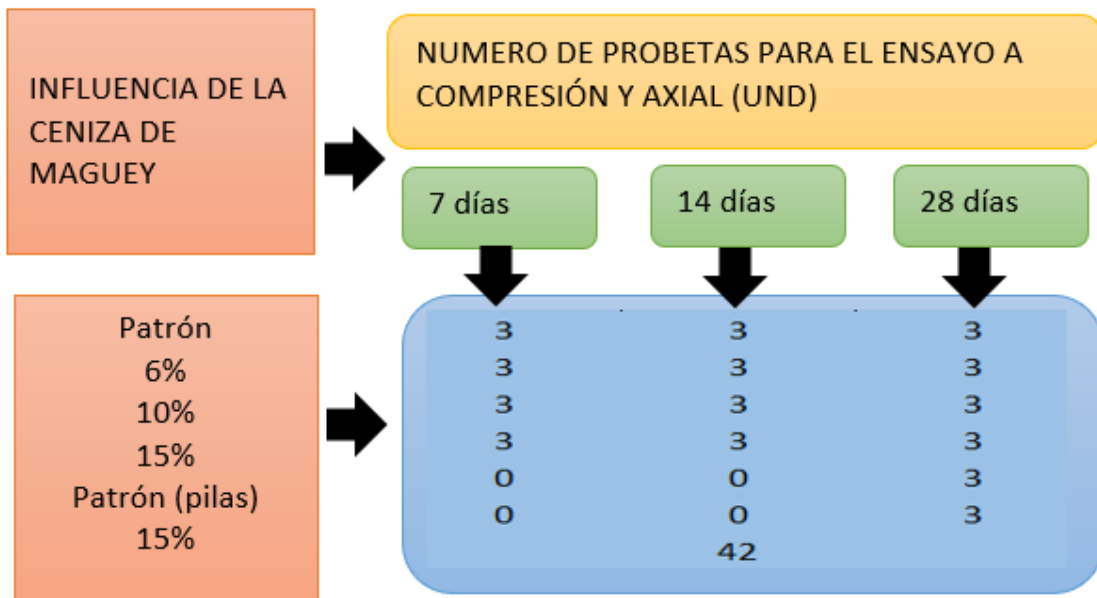 INFLUENCIA DE LA
CENIZA DE
MAGUEY
NUMERO DE PROBETAS PARA EL ENSAYO A
COMPRESIÓN Y AXIAL (UND)
7 días 14 días 28 días
Patrón 3 3 3
6% 3 3 3
10% 3 3 3
15% 3 3 3
Patrón (pilas) 0 0 3
15% 0 0 3
42